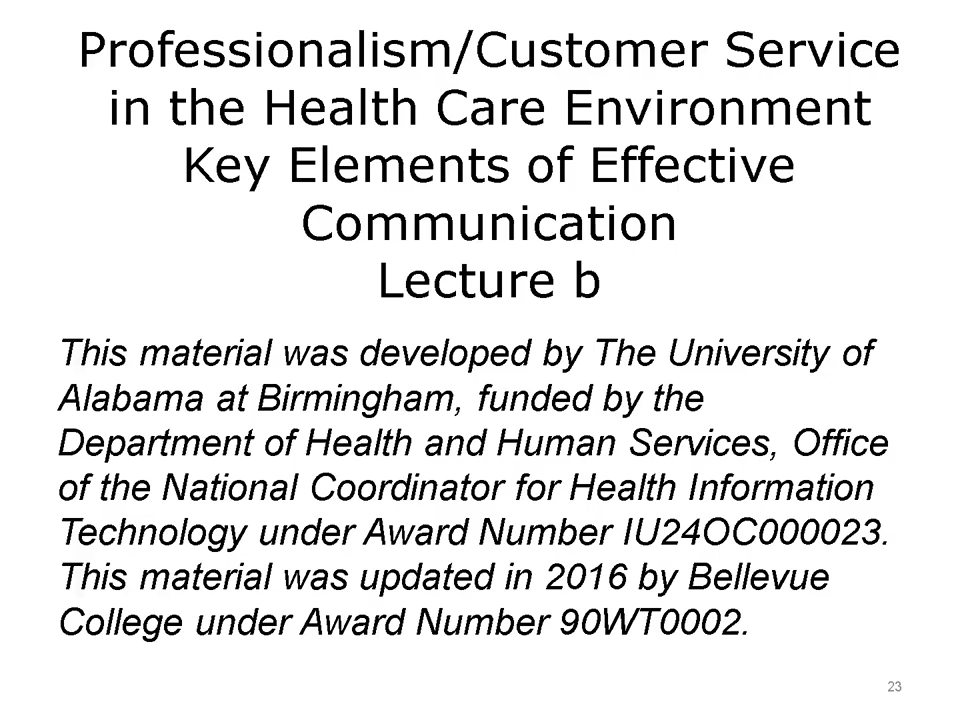 Professionalism/Customer Service
in the Health Care Environment
Key Elements of Effective
Communication
Lecture b
This material was developed by The University of
Alabama at Birmingham, funded by the
Department of Health and Human Services, Office
of the National Coordinator for Health Information
Technology under Award Number IU24OC000023.
This material was updated in 2016 by Bellevue
College under Award Number 90WT0002.
23